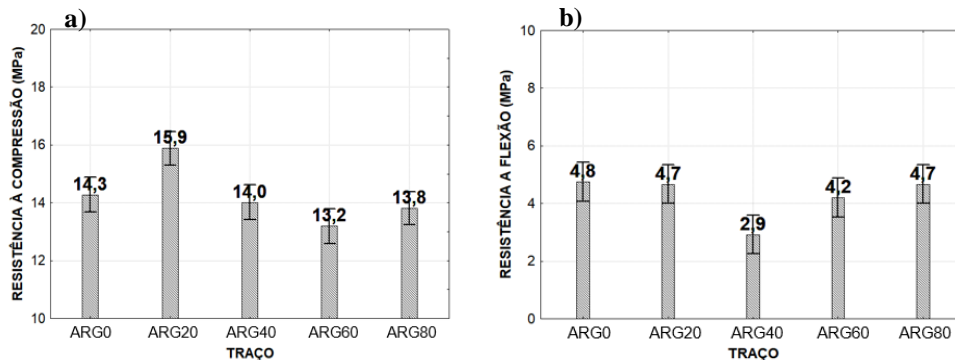 a)
RESISTÊNCIA À COMPRESSÃO (MPa)
20
18
16
14
12
10
14,3
15,9
14,0
13,2
13,8
ARG0 ARG20 ARG40 ARG60 ARG80
TRAÇO
b)
RESISTÊNCIA A FLEXÃO (MPa)
10
8
6
4
2
0
4,8
4,7
2,9
4,2
4,7
ARG0 ARG20 ARG40 ARG60 ARG80
TRAÇO